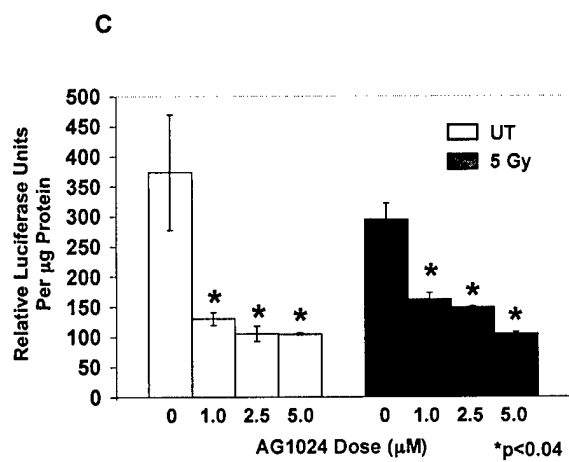 C
Relative Luciferase Units
Per µg Protein
500
450
400
350
300
250
200
150
100
50
0
UT
5 Gy
* * * * * *
0 1.0 2.5 5.0 0 1.0 2.5 5.0
AG1024 Dose (µM)
*p<0.04